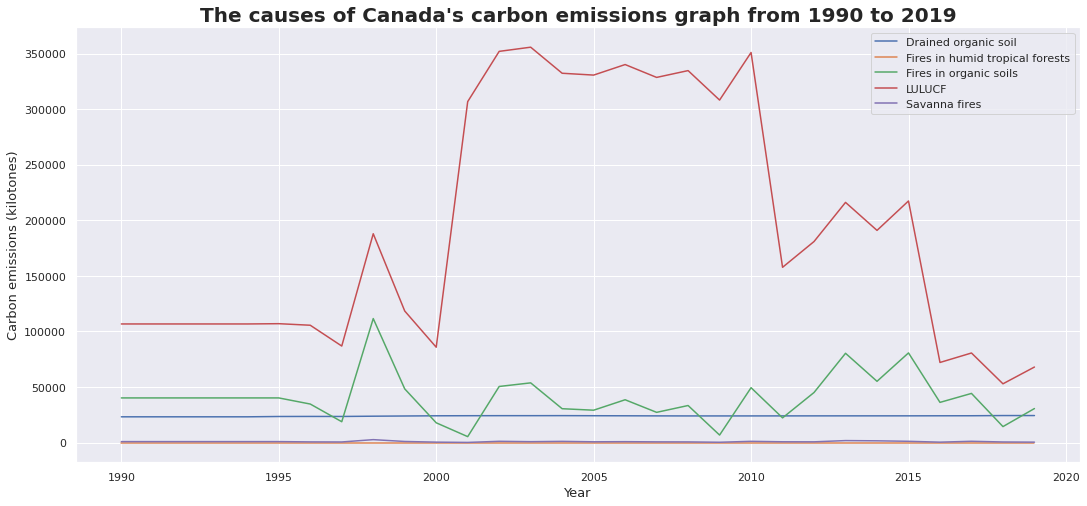 The causes of Canada's carbon emissions graph from 1990 to 2019
Drained organic soil
Fires in humid tropical forests
Fires in organic soils
LULUCF
Savanna fires
Carbon emissions (kilotones)
350000
300000
250000
200000
150000
100000
50000
0
1990 1995 2000 2005 2010 2015 2020
Year